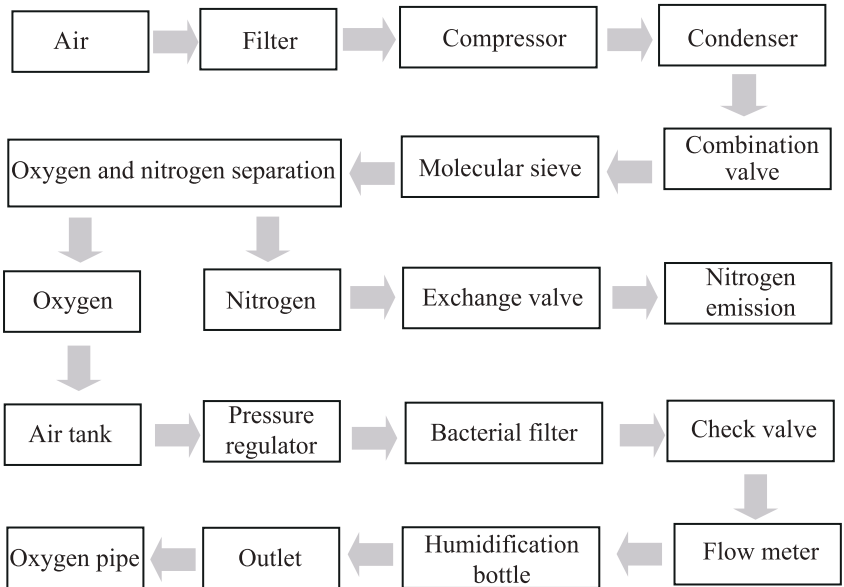 Air
Filter
Compressor
Condenser
Combination
valve
Molecular sieve
Oxygen and nitrogen separation
Oxygen
Nitrogen
Exchange valve
Nitrogen
emission
Air tank
Pressure
regulator
Bacterial filter
Check valve
Flow meter
Humidification
bottle
Outlet
Oxygen pipe